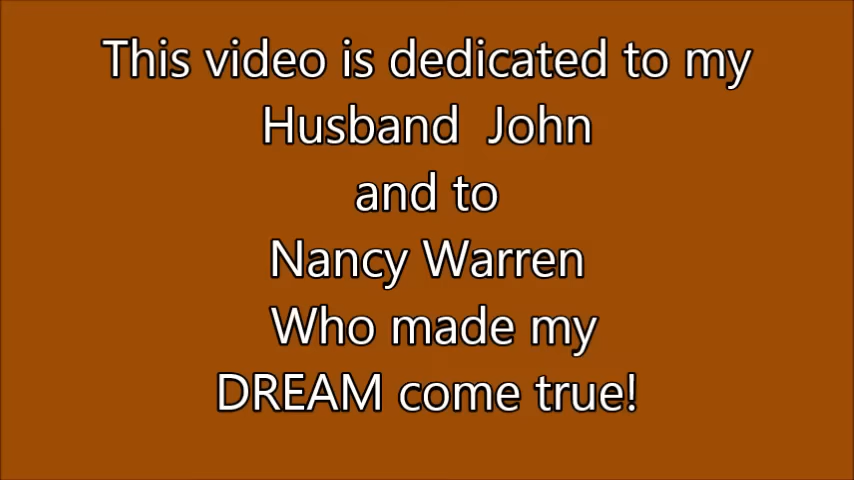 This video is dedicated to my
Husband  John
and to
Nancy Warren
Who made my
DREAM come true!